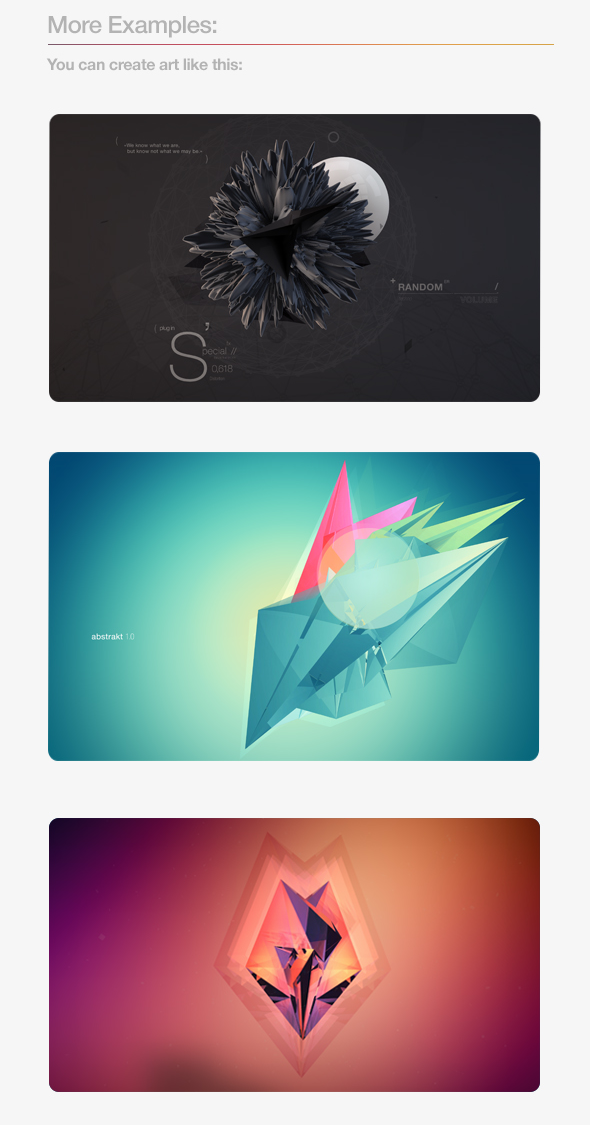 More Examples:
You can create art like this:
«We know what we are,
but know not what we may be.»
+ RANDOM
/
VOLUME
( plugin
Special //
0,618
abstrakt 1.0